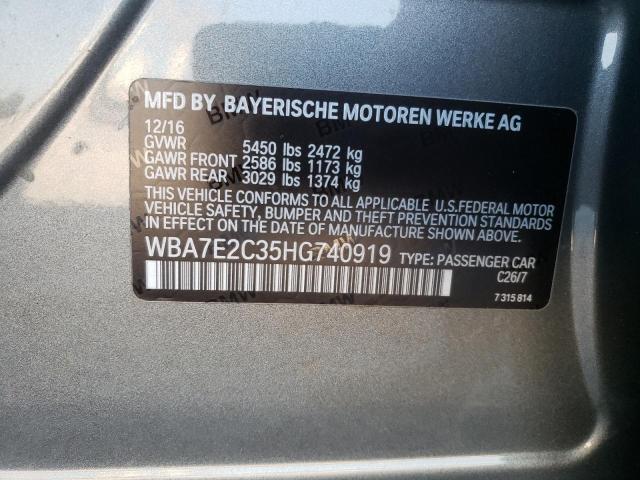 MFD BY BAYERISCHE MOTOREN WERKE AG
12/16
GVWR 5450 lbs 2472 kg
GAWR FRONT 2586 lbs 1173 kg
GAWR REAR 3029 lbs 1374 kg
THIS VEHICLE CONFORMS TO ALL APPLICABLE U.S.FEDERAL MOTOR
VEHICLE SAFETY, BUMPER AND THEFT PREVENTION STANDARDS
IN EFFECT ON THE DATE OF MANUFACTURE SHOWN ABOVE.
WBA7E2C35HG740919 TYPE: PASSENGER CAR
C26/7
7 315 814